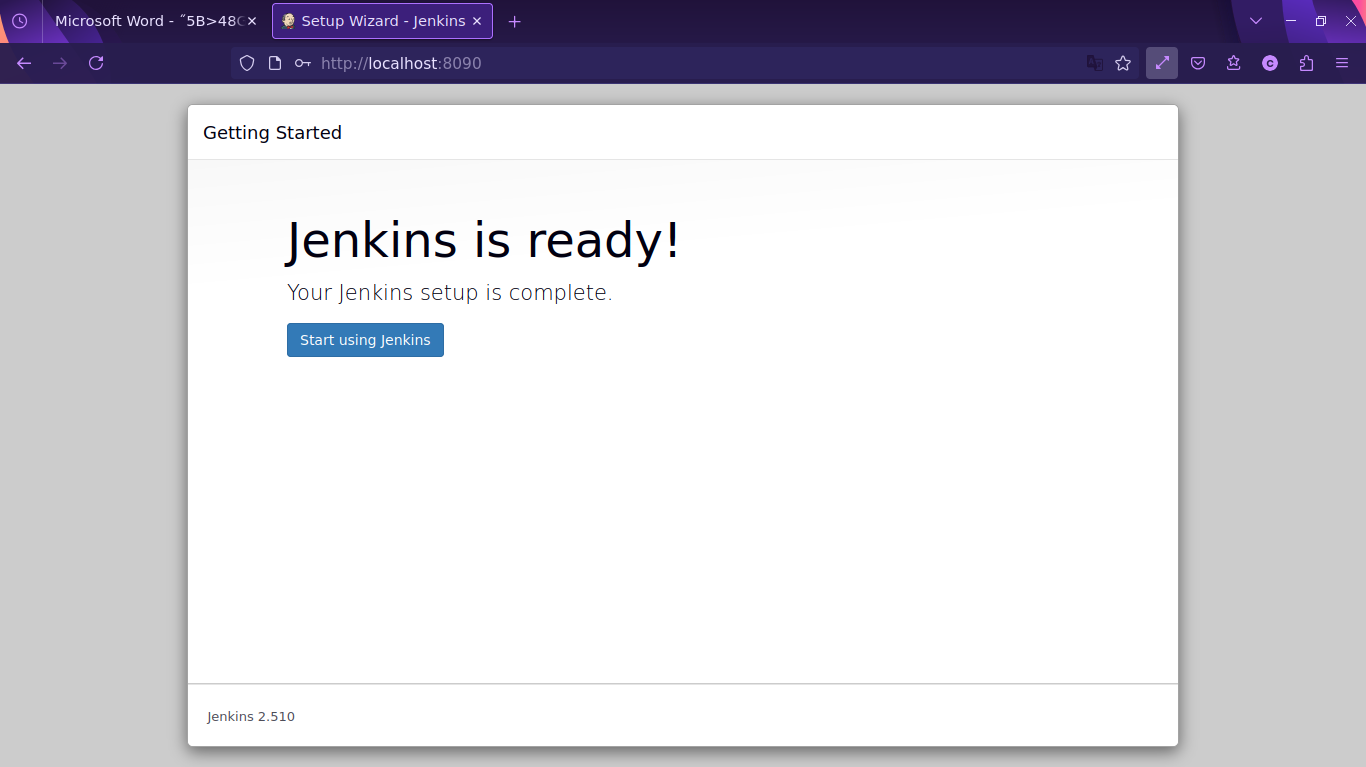 Microsoft Word - ˝5B>48C
Setup Wizard - Jenkins
http://localhost:8090
Getting Started
Jenkins is ready!
Your Jenkins setup is complete.
Start using Jenkins
Jenkins 2.510